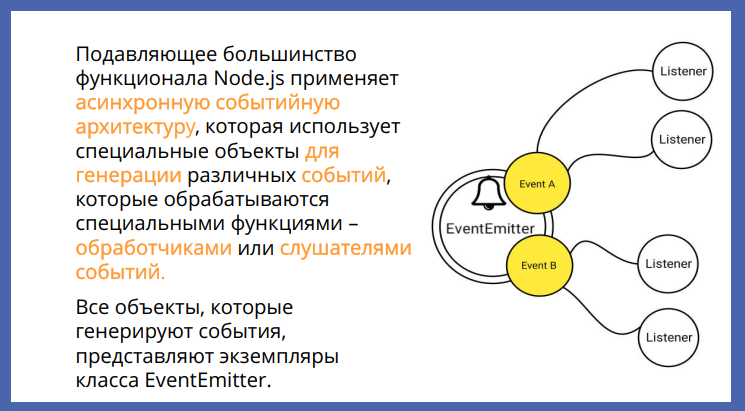 Подавляющее большинство
функционала Node.js применяет
асинхронную событийную
архитектуру, которая использует
специальные объекты для
генерации различных событий,
которые обрабатываются
специальными функциями –
обработчиками или слушателями
событий.
Все объекты, которые
генерируют события,
представляют экземпляры
класса EventEmitter.
Listener
Listener
Event A
EventEmitter
Event B
Listener
Listener